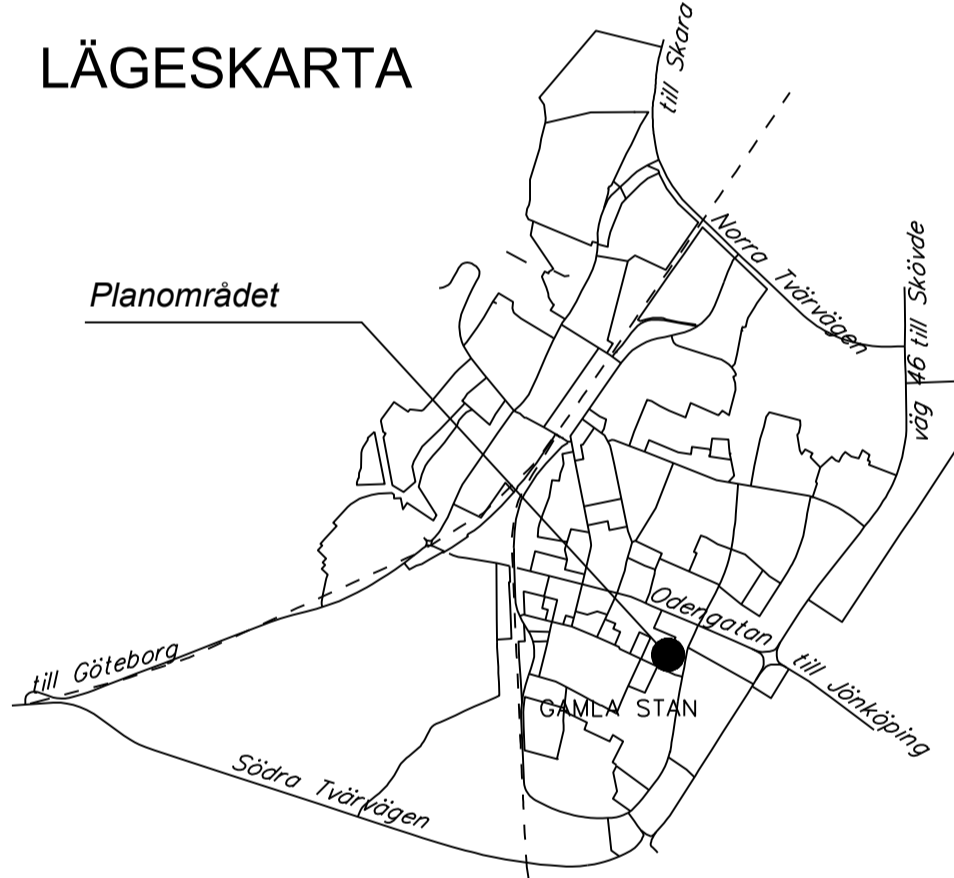 LÄGESKARTA
till Skara
Norra Tvärvägen
väg 46 till Skövde
Planområdet
Odengatan
till Göteborg
till Jönköping
GAMLA STAN
Södra Tvärvägen